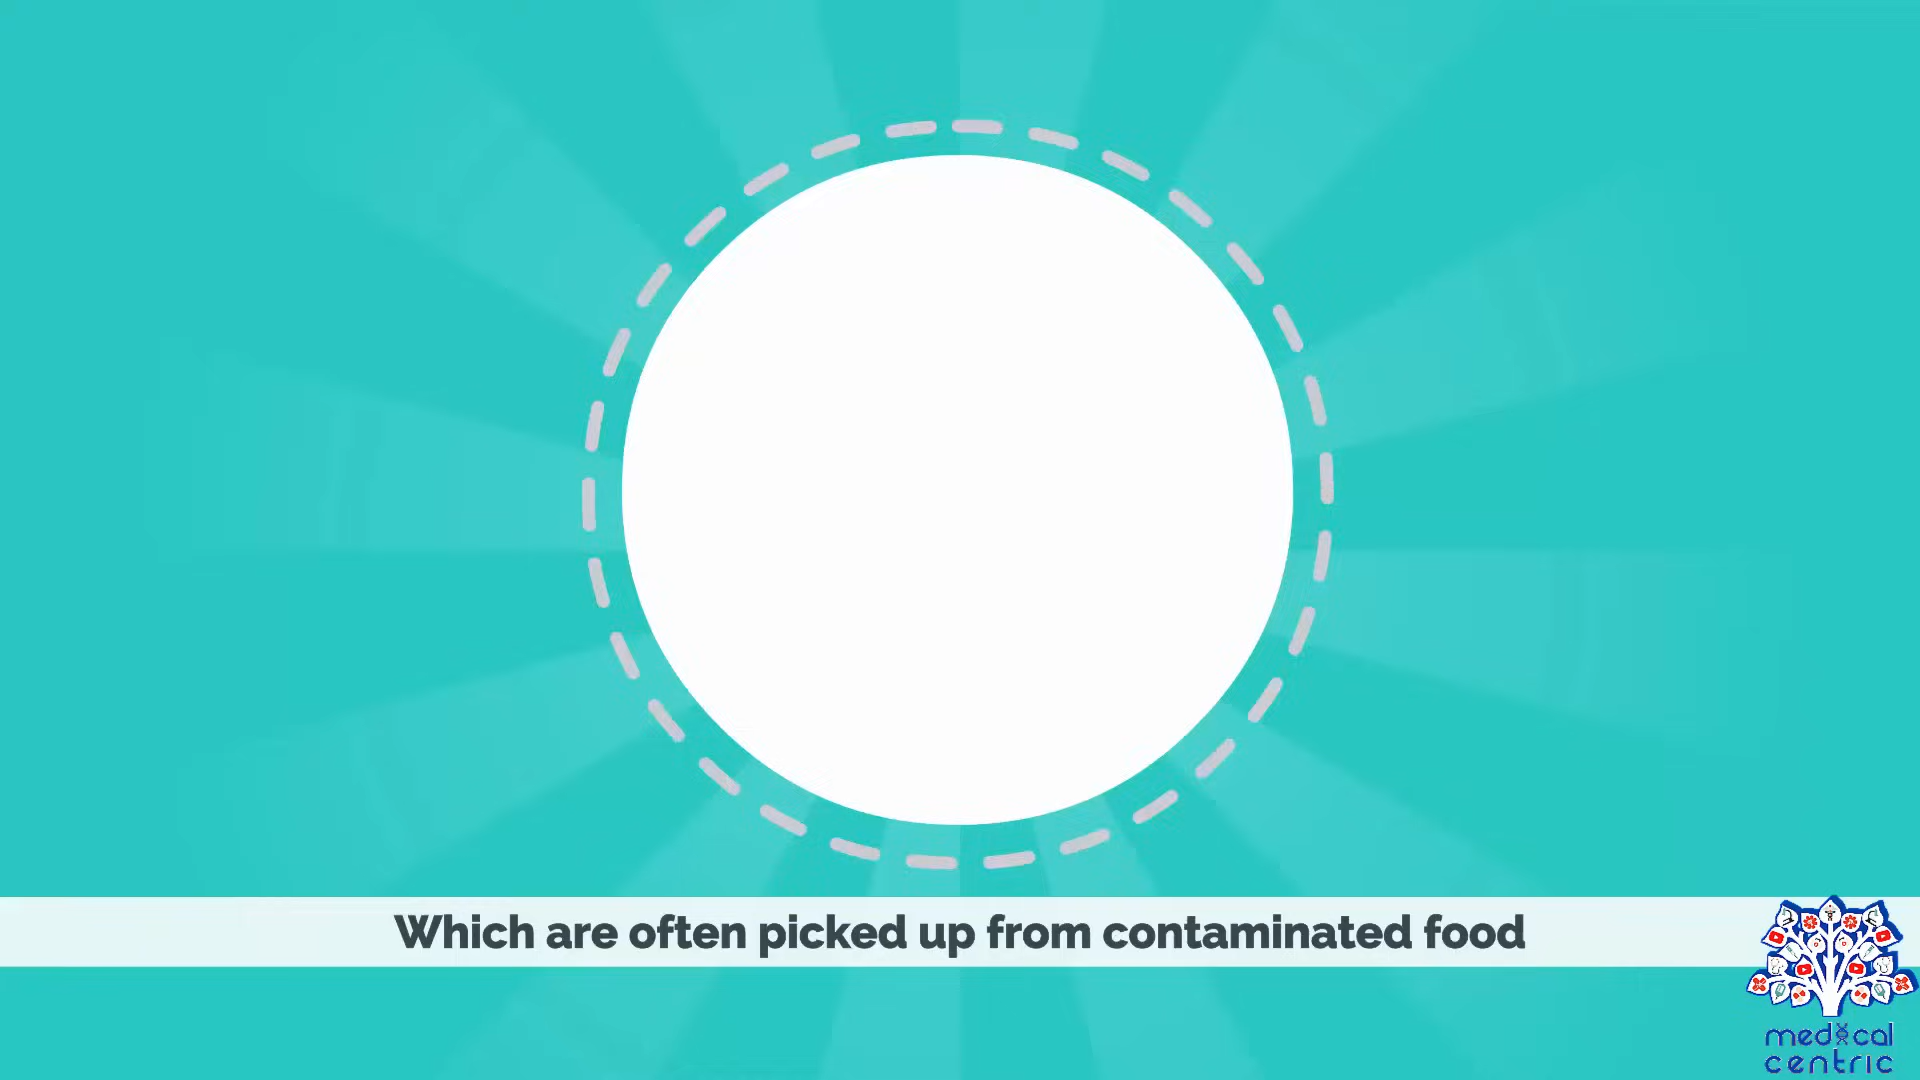 Which are often picked up from contaminated food
medical
centric